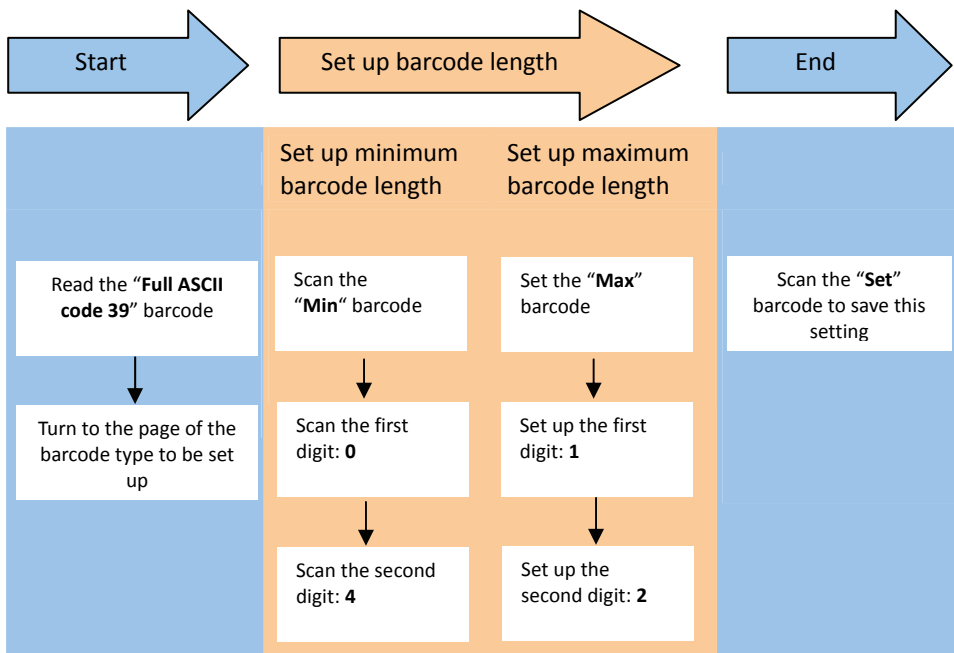 Start
Set up barcode length
End
Set up minimum
barcode length
Set up maximum
barcode length
Read the “Full ASCII
code 39” barcode
Turn to the page of the
barcode type to be set
up
Scan the
“Min“ barcode
Scan the first
digit: 0
Scan the second
digit: 4
Set the “Max”
barcode
Set up the first
digit: 1
Set up the
second digit: 2
Scan the “Set”
barcode to save this
setting